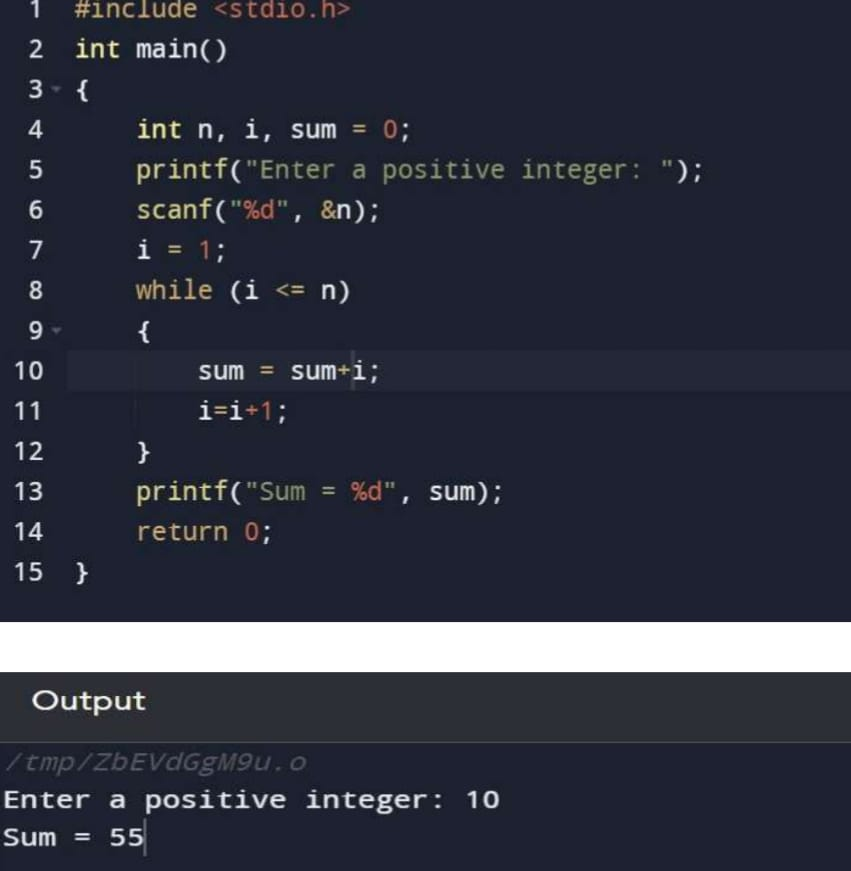 1 #include <stdio.h>
2 int main()
3 {
4 int n, i, sum = 0;
5 printf("Enter a positive integer: ");
6 scanf("%d", &n);
7 i = 1;
8 while (i <= n)
9 {
10 sum = sum+i;
11 i=i+1;
12 }
13 printf("Sum = %d", sum);
14 return 0;
15 }
Output
/tmp/ZbEVdGgM9u.o
Enter a positive integer: 10
Sum = 55